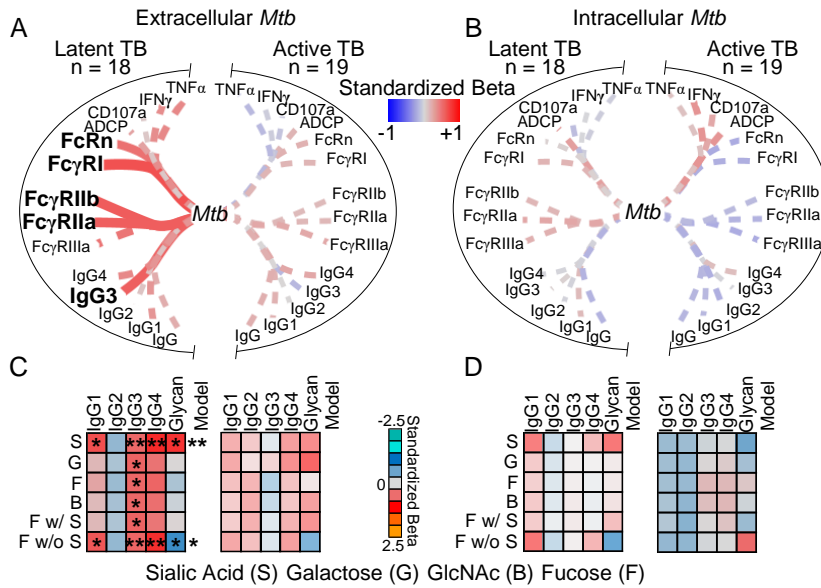 Extracellular Mtb
Intracellular Mtb
A
Latent TB
n = 18
Active TB
n = 19
TNFα
IFNγ
CD107a
ADCP
FcRn
FcγRI
FcγRIIb
FcγRIIa
FcγRIIIa
IgG4
IgG3
IgG2
IgG1
IgG
Mtb
TNFα
IFNγ
CD107a
ADCP
FcRn
FcγRI
FcγRIIb
FcγRIIa
FcγRIIIa
IgG4
IgG3
IgG2
IgG1
IgG
Standardized Beta
-1 +1
B
Latent TB
n = 18
Active TB
n = 19
TNFα
IFNγ
CD107a
ADCP
FcRn
FcγRI
FcγRIIb
FcγRIIa
FcγRIIIa
IgG4
IgG3
IgG2
IgG1
IgG
Mtb
TNFα
IFNγ
CD107a
ADCP
FcRn
FcγRI
FcγRIIb
FcγRIIa
FcγRIIIa
IgG4
IgG3
IgG2
IgG1
IgG
C
IgG1 IgG2 IgG3 IgG4 Glycan Model
IgG1 IgG2 IgG3 IgG4 Glycan Model
S * ** ** * **
G *
F *
B *
F w/ S *
F w/o S * ** ** * *
-2.5
0
2.5
Standardized Beta
D
IgG1 IgG2 IgG3 IgG4 Glycan Model
IgG1 IgG2 IgG3 IgG4 Glycan Model
S
G
F
B
F w/ S
F w/o S
Sialic Acid (S) Galactose (G) GlcNAc (B) Fucose (F)